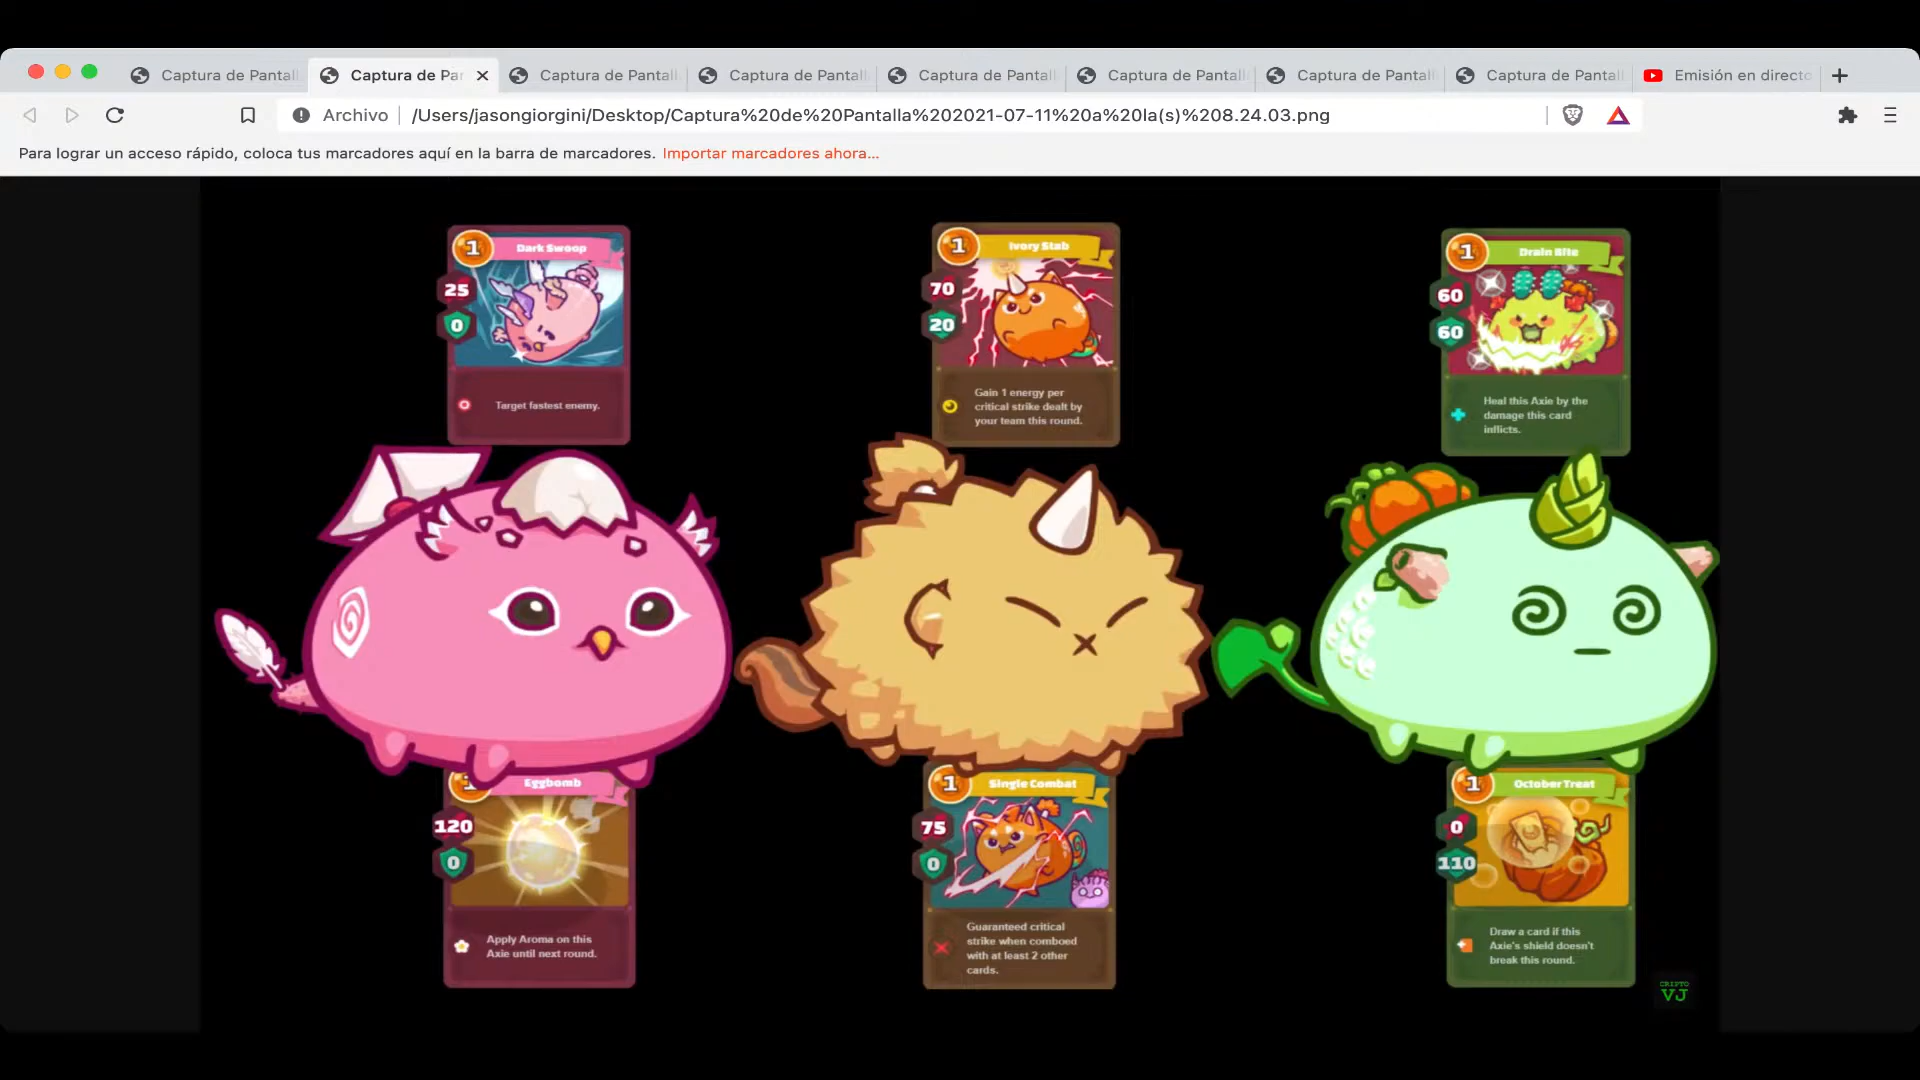 Captura de Pantall
Captura de Par
Captura de Pantall
Captura de Pantall
Captura de Pantall
Captura de Pantall
Captura de Pantall
Captura de Pantall
Emisión en directo
Archivo
/Users/jasongiorgini/Desktop/Captura%20de%20Pantalla%202021-07-11%20a%20la(s)%208.24.03.png
Para lograr un acceso rápido, coloca tus marcadores aquí en la barra de marcadores. Importar marcadores ahora...
1
Dark Swoop
25
0
Target fastest enemy.
1
Ivory Stab
70
20
Gain 1 energy per
critical strike dealt by
your team this round.
1
Drain Bite
60
60
Heal this Axie by the
damage this card
inflicts.
1
Eggbomb
120
0
Apply Aroma on this
Axie until next round.
1
Single Combat
75
0
Guaranteed critical
strike when comboed
with at least 2 other
cards.
1
October Treat
0
110
Draw a card if this
Axie's shield doesn't
break this round.
CRIPTO
VJ